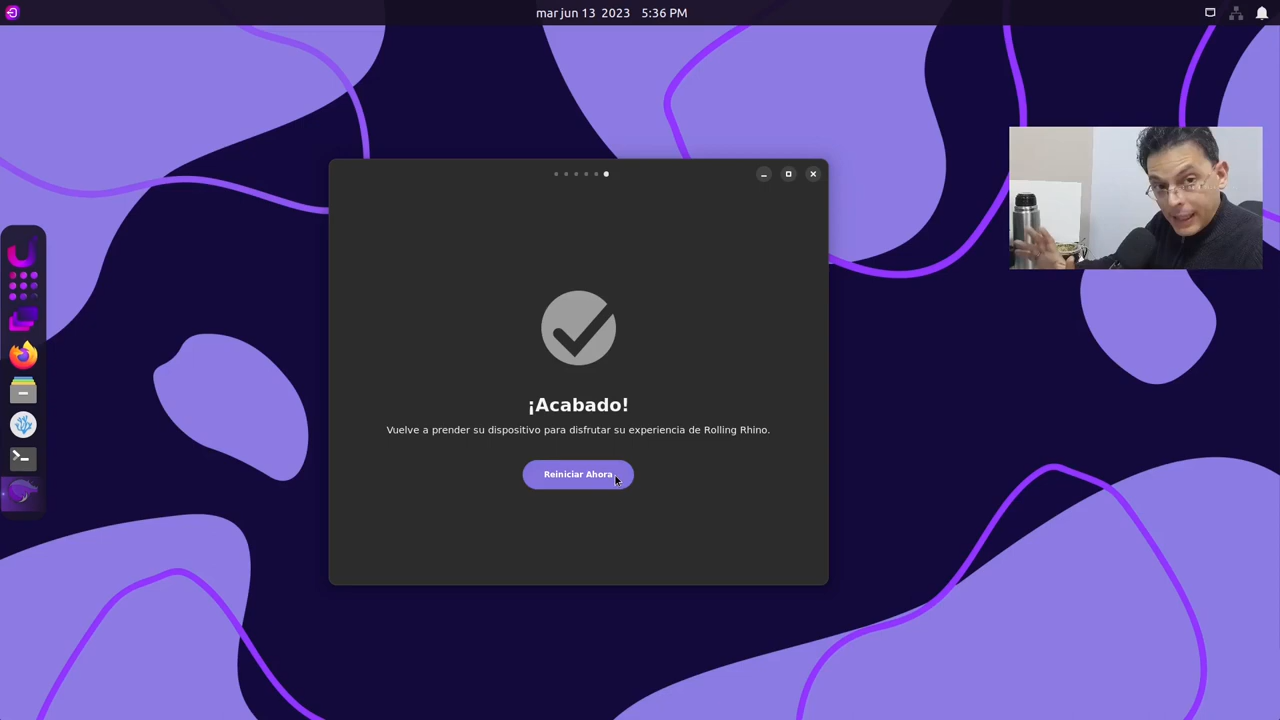 mar jun 13 2023 5:36 PM
¡Acabado!
Vuelve a prender su dispositivo para disfrutar su experiencia de Rolling Rhino.
Reiniciar Ahora